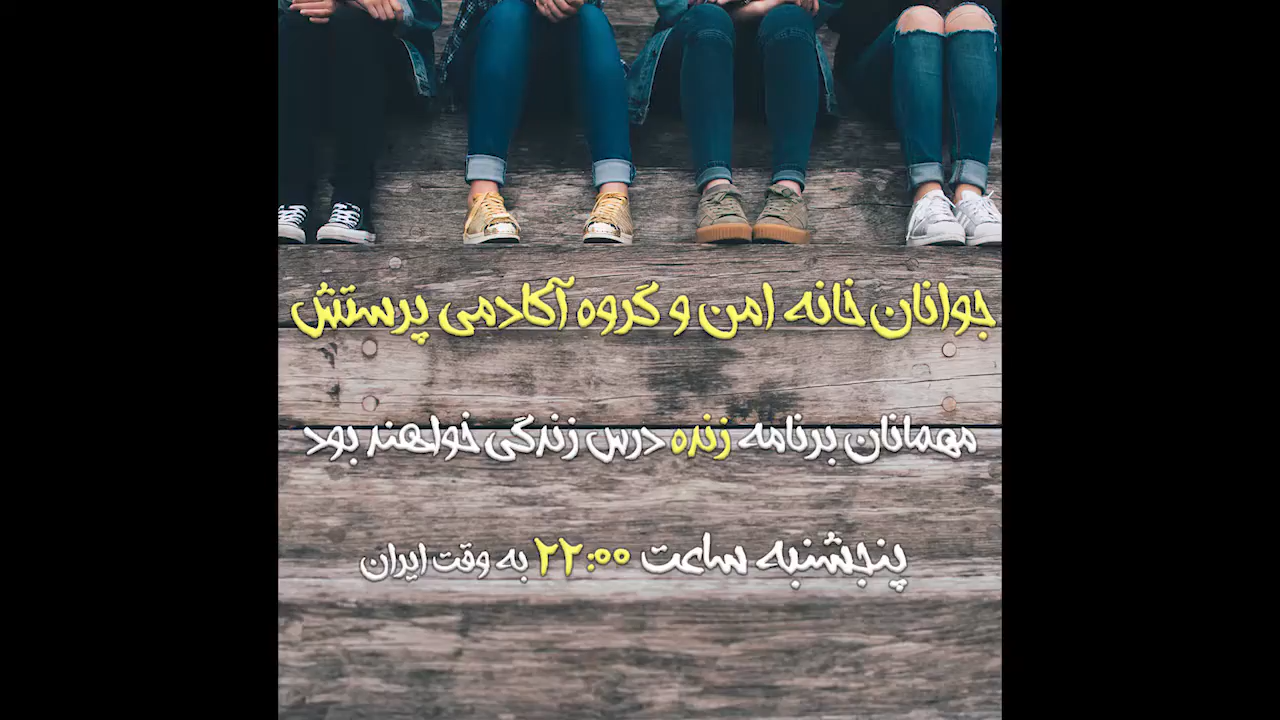 جوانان خانه امن و گروه آکادمی پرستش
مهمانان برنامه زنده درس زندگی خواهند بود
پنجشنبه ساعت ۲۲:۰۰ به وقت ایران